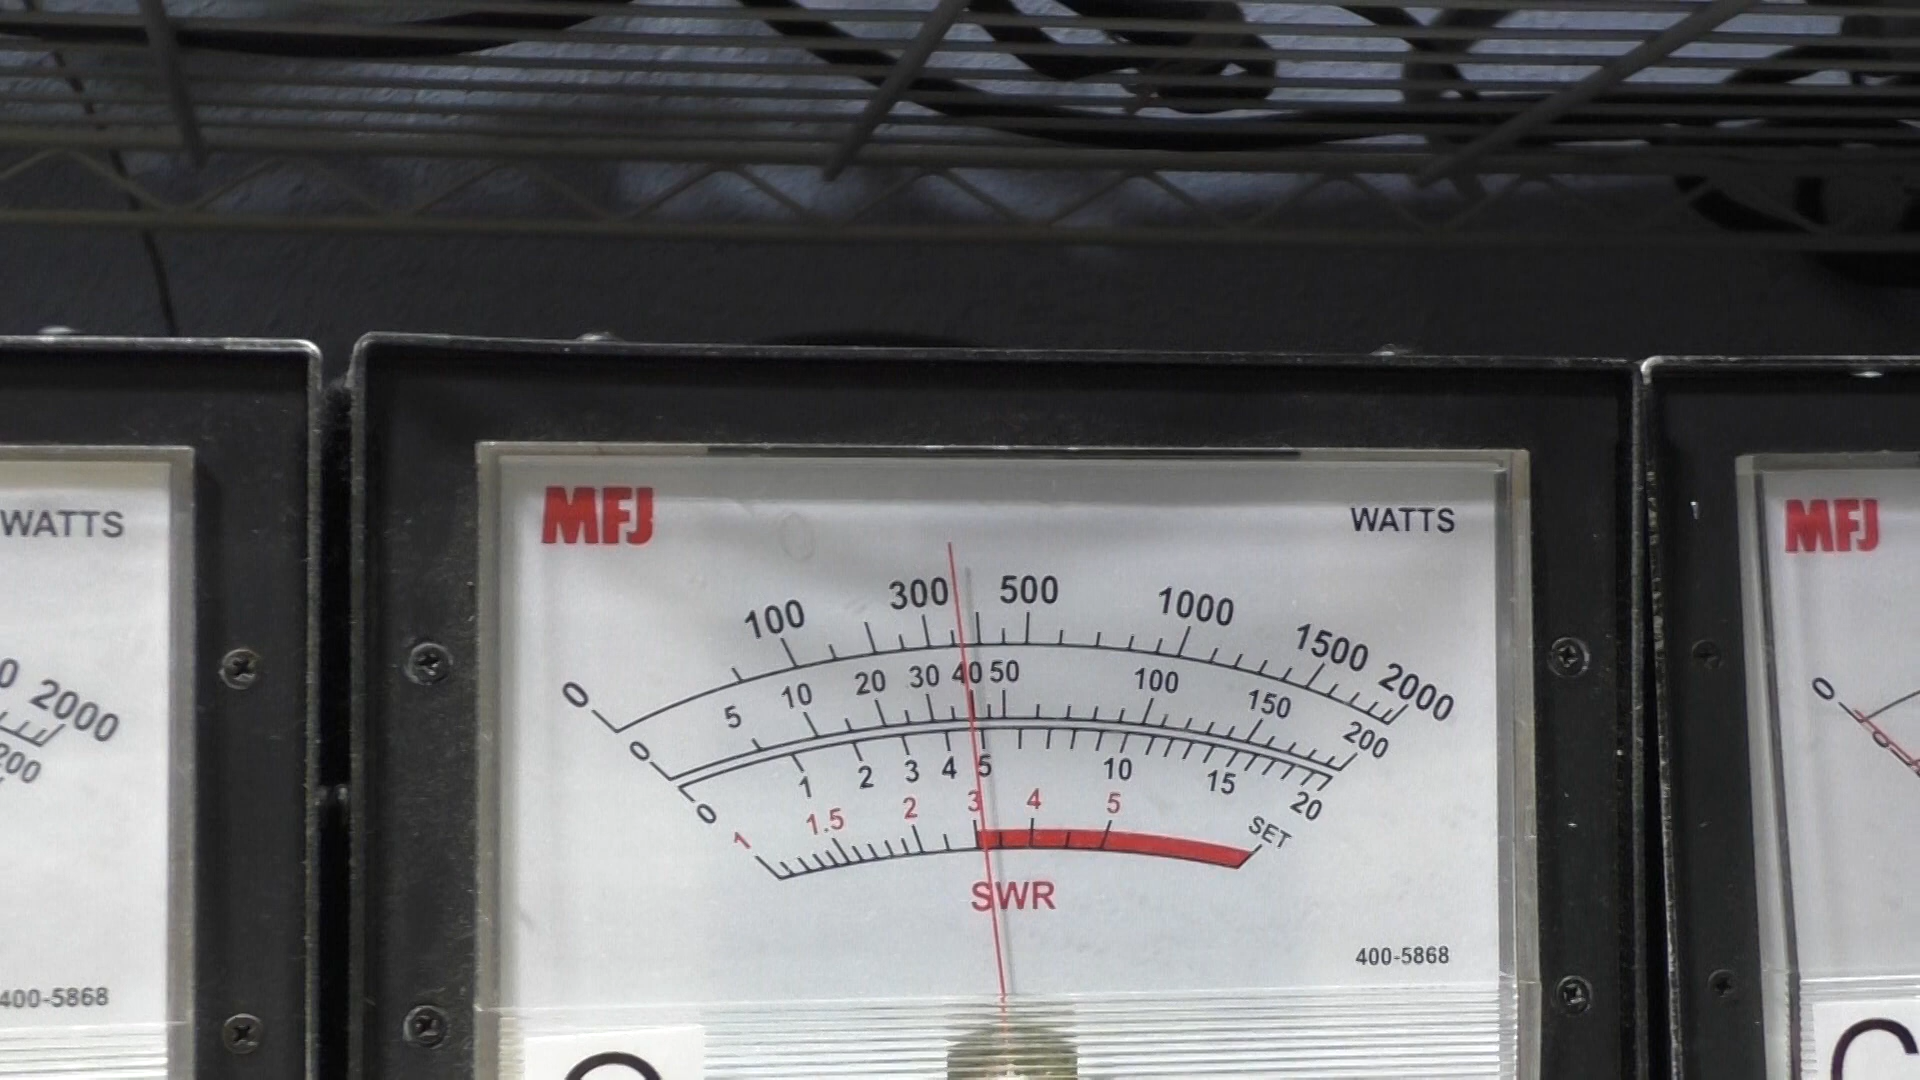 WATTS
0 2000
200
400-5868
MFJ
WATTS
0 100 300 500 1000 1500 2000
0 5 10 20 30 40 50 100 150 200
0 1 2 3 4 5 10 15 20
1 1.5 2 3 4 5 SET
SWR
400-5868
MFJ
0
0